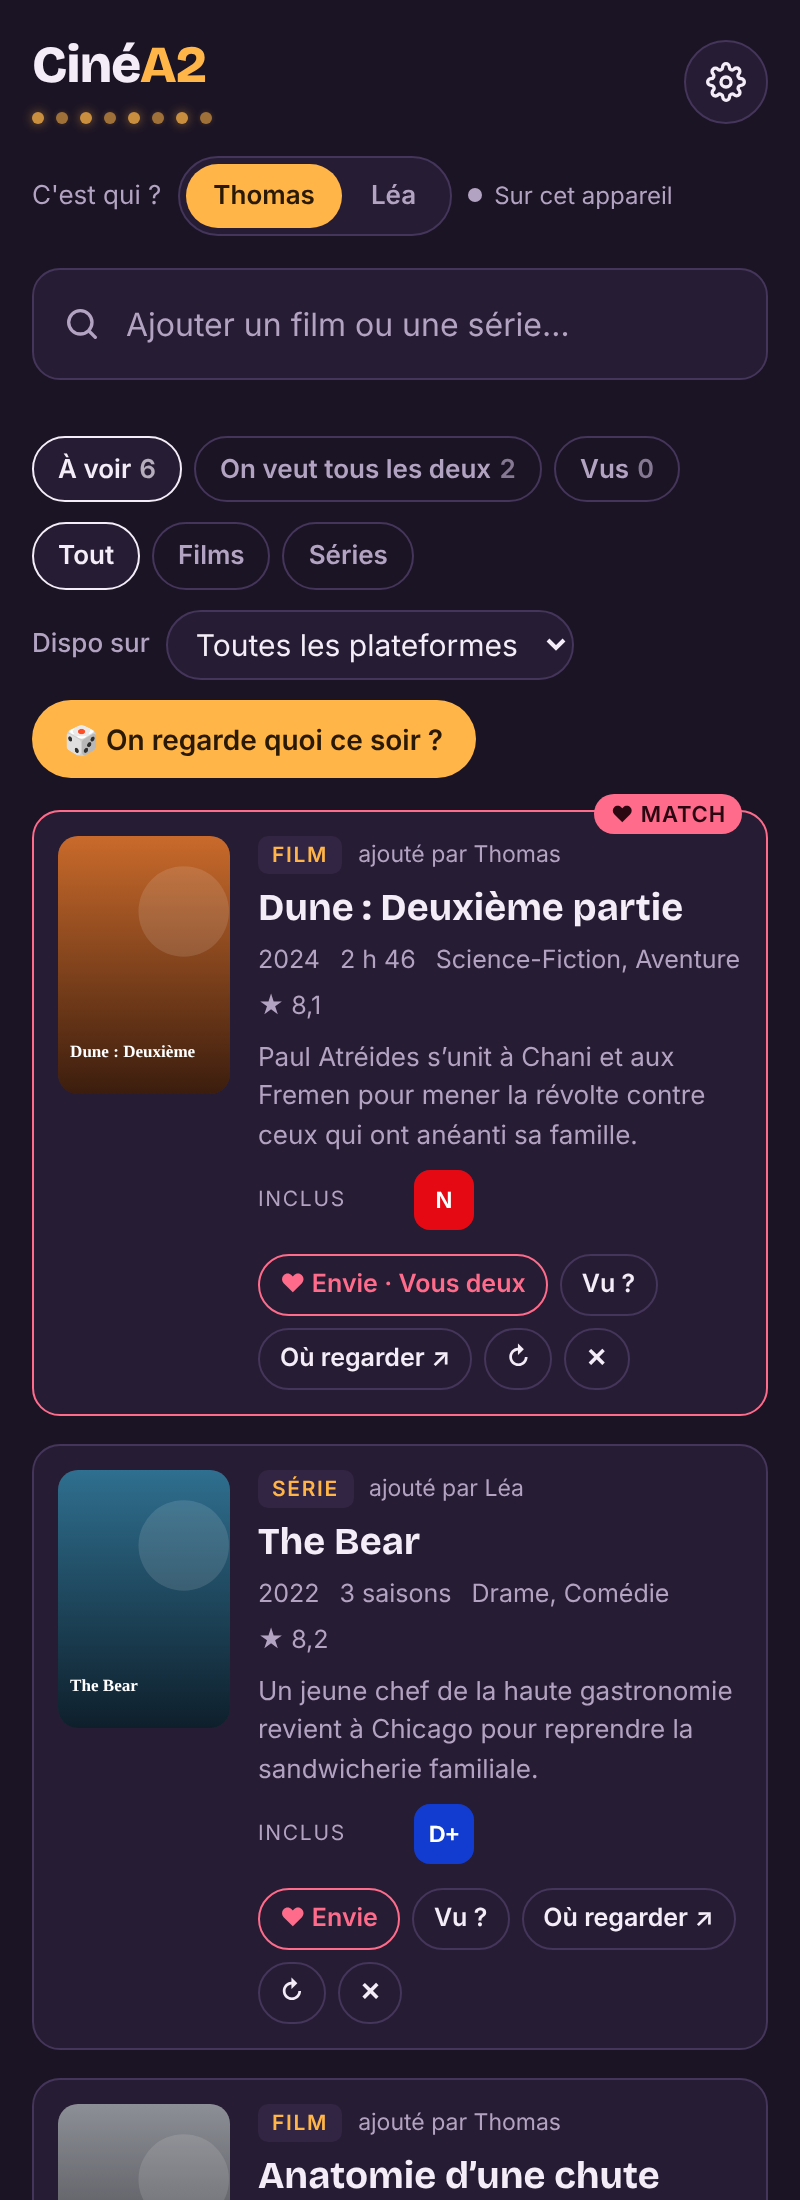 CinéA2
C'est qui ? Thomas Léa Sur cet appareil
Ajouter un film ou une série...
À voir 6 On veut tous les deux 2 Vus 0
Tout Films Séries
Dispo sur Toutes les plateformes
On regarde quoi ce soir ?
♥ MATCH
FILM ajouté par Thomas
Dune : Deuxième partie
2024 2 h 46 Science-Fiction, Aventure
★ 8,1
Dune : Deuxième
Paul Atréides s’unit à Chani et aux
Fremen pour mener la révolte contre
ceux qui ont anéanti sa famille.
INCLUS N
♥ Envie · Vous deux Vu ?
Où regarder ↗ ↻ ✕
SÉRIE ajouté par Léa
The Bear
2022 3 saisons Drame, Comédie
★ 8,2
The Bear
Un jeune chef de la haute gastronomie
revient à Chicago pour reprendre la
sandwicherie familiale.
INCLUS D+
♥ Envie Vu ? Où regarder ↗
↻ ✕
FILM ajouté par Thomas
Anatomie d’une chute